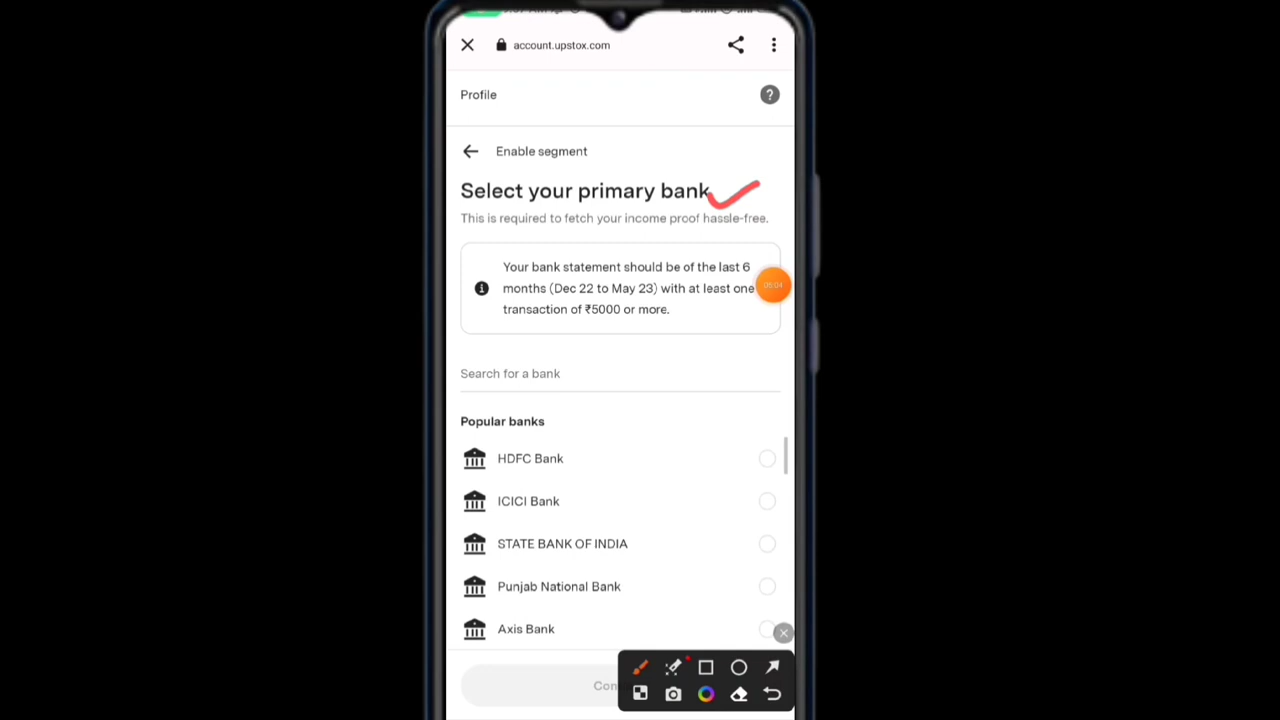 account.upstox.com
Profile
Enable segment
Select your primary bank
This is required to fetch your income proof hassle-free.
Your bank statement should be of the last 6
months (Dec 22 to May 23) with at least one
transaction of ₹5000 or more.
05:04
Search for a bank
Popular banks
HDFC Bank
ICICI Bank
STATE BANK OF INDIA
Punjab National Bank
Axis Bank